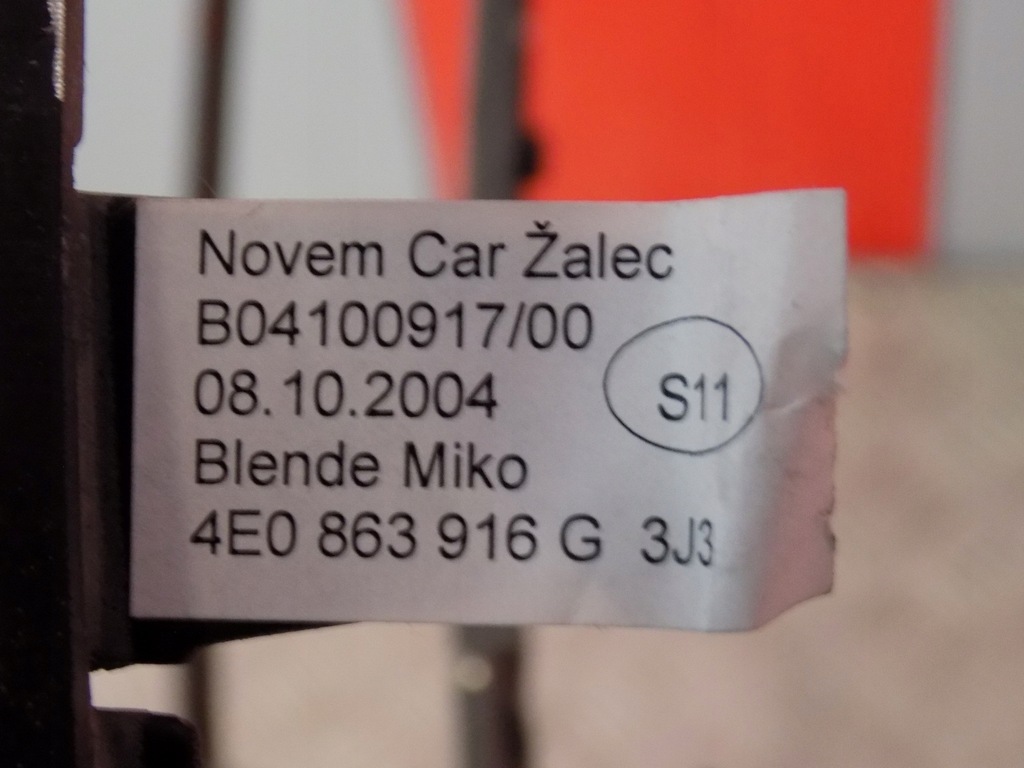 Novem Car Žalec
B04100917/00
08.10.2004
S11
Blende Miko
4E0 863 916 G 3J3